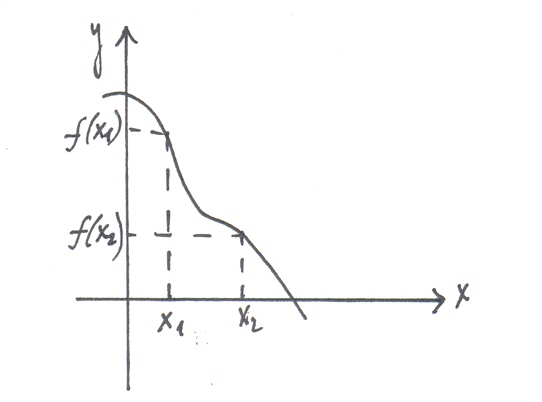 y
f(x₁)
f(x₂)
x₁ x₂ x